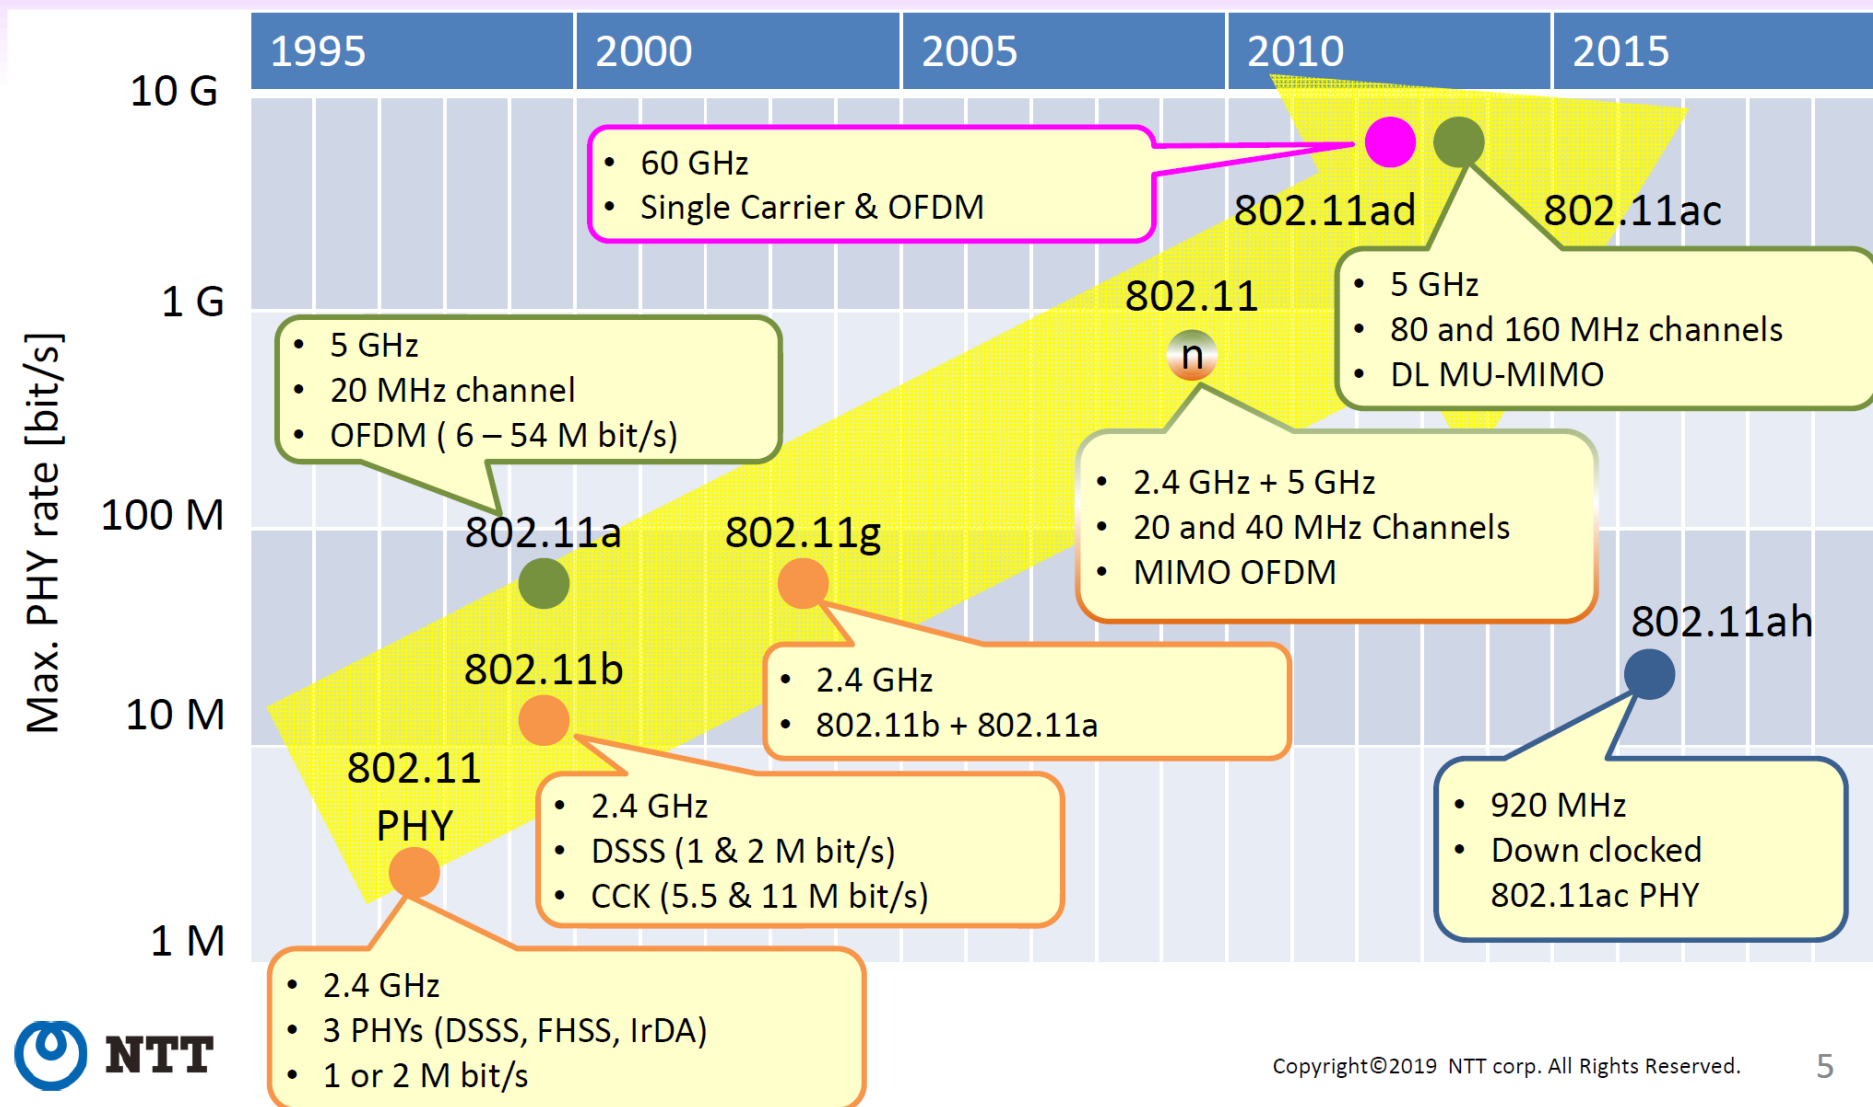 1995 2000 2005 2010 2015
Max. PHY rate [bit/s]
10 G
1 G
100 M
10 M
1 M
• 60 GHz
• Single Carrier & OFDM
802.11ad
802.11ac
• 5 GHz
• 80 and 160 MHz channels
• DL MU-MIMO
802.11
n
• 2.4 GHz + 5 GHz
• 20 and 40 MHz Channels
• MIMO OFDM
• 5 GHz
• 20 MHz channel
• OFDM ( 6 – 54 M bit/s)
802.11a
802.11g
• 2.4 GHz
• 802.11b + 802.11a
802.11b
• 2.4 GHz
• DSSS (1 & 2 M bit/s)
• CCK (5.5 & 11 M bit/s)
802.11ah
• 920 MHz
• Down clocked
802.11ac PHY
802.11
PHY
• 2.4 GHz
• 3 PHYs (DSSS, FHSS, IrDA)
• 1 or 2 M bit/s
NTT
Copyright©2019 NTT corp. All Rights Reserved.
5